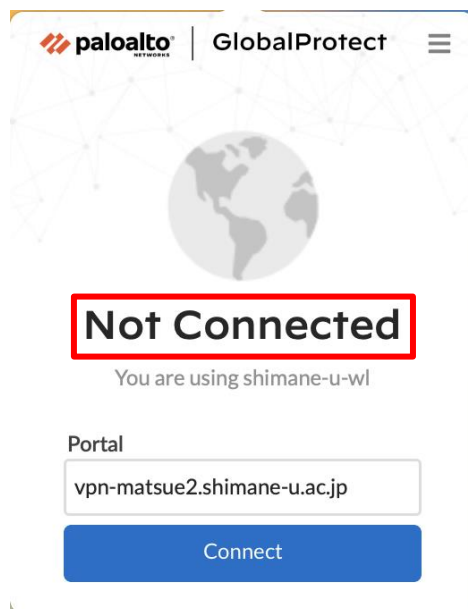 paloalto NETWORKS GlobalProtect
Not Connected
You are using shimane-u-wl
Portal
vpn-matsue2.shimane-u.ac.jp
Connect